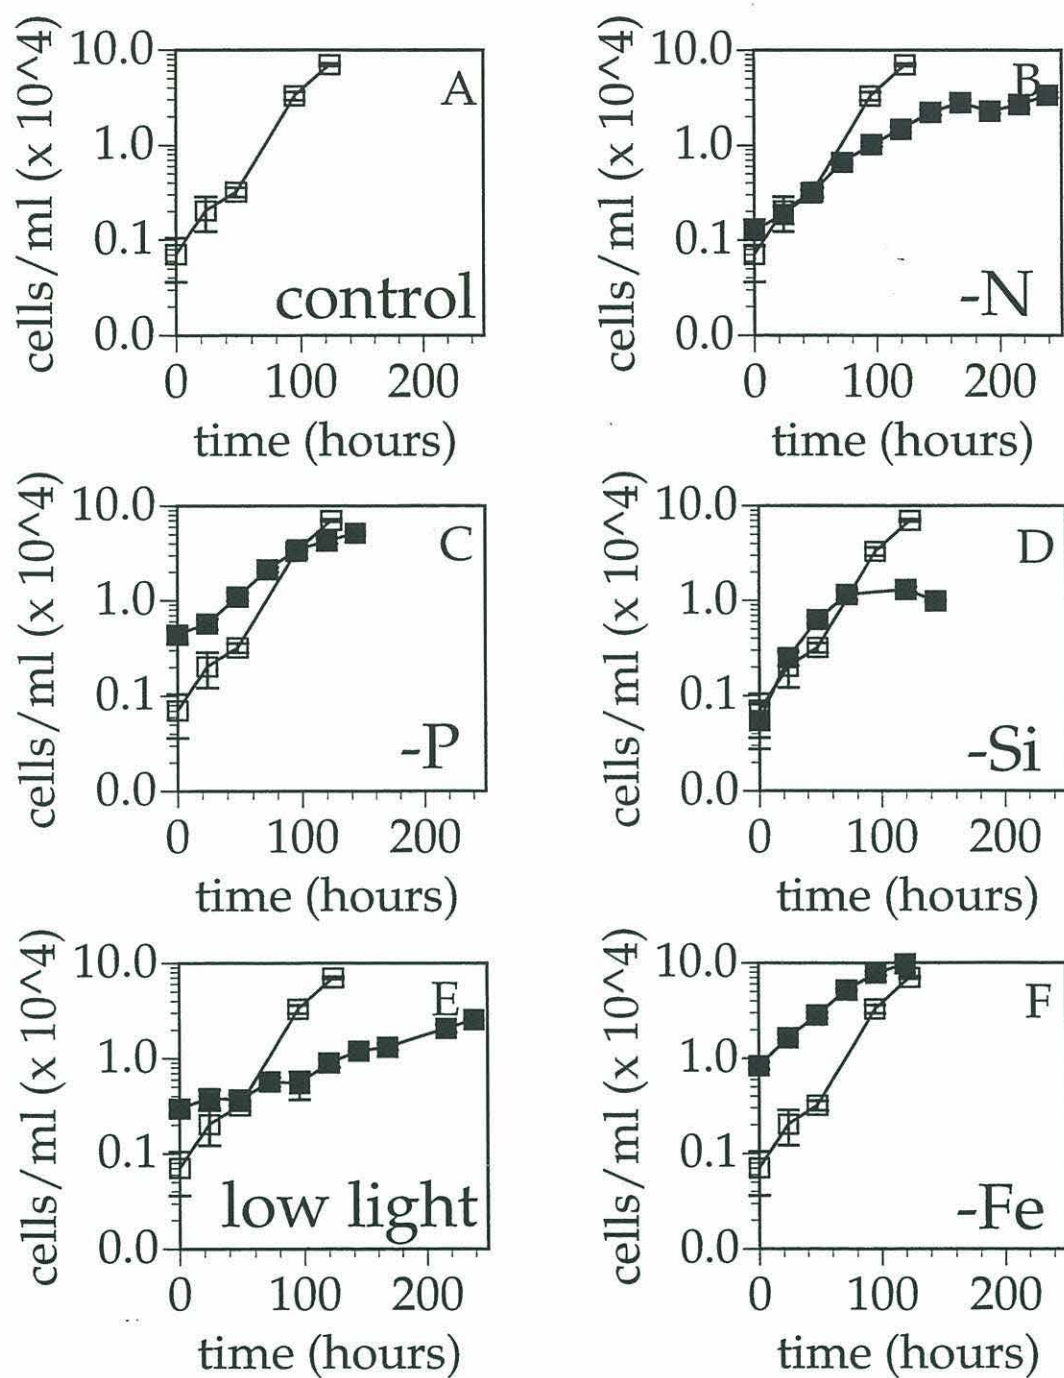 cells/ml (x 10^4)
10.0
1.0
0.1
0.0
A
control
0 100 200
time (hours)
cells/ml (x 10^4)
10.0
1.0
0.1
0.0
B
-N
0 100 200
time (hours)
cells/ml (x 10^4)
10.0
1.0
0.1
0.0
C
-P
0 100 200
time (hours)
cells/ml (x 10^4)
10.0
1.0
0.1
0.0
D
-Si
0 100 200
time (hours)
cells/ml (x 10^4)
10.0
1.0
0.1
0.0
E
low light
0 100 200
time (hours)
cells/ml (x 10^4)
10.0
1.0
0.1
0.0
F
-Fe
0 100 200
time (hours)